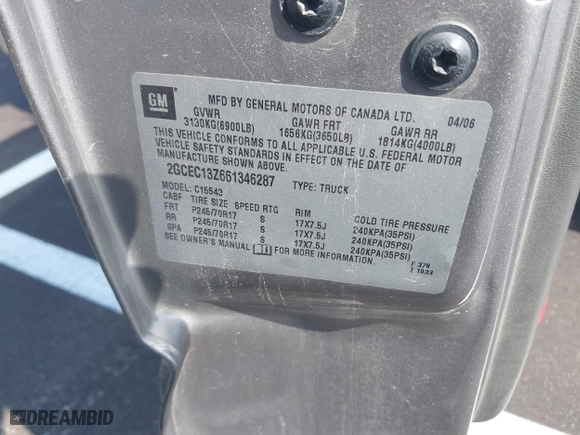 GM
MFD BY GENERAL MOTORS OF CANADA LTD. 04/06
GVWR GAWR FRT GAWR RR
3130KG(6900LB) 1656KG(3650LB) 1814KG(4000LB)
THIS VEHICLE CONFORMS TO ALL APPLICABLE U.S. FEDERAL MOTOR
VEHICLE SAFETY STANDARDS IN EFFECT ON THE DATE OF
MANUFACTURE SHOWN ABOVE.
2GCEC13Z661346287 TYPE: TRUCK
MODEL: C15543
CABF TIRE SIZE SPEED RTG RIM COLD TIRE PRESSURE
FRT P245/70R17 S 17X7.5J 240KPA(35PSI)
RR P245/70R17 S 17X7.5J 240KPA(35PSI)
SPA P245/70R17 S 17X7.5J 240KPA(35PSI)
SEE OWNER'S MANUAL FOR MORE INFORMATION.
F 376
1 1033
DREAMBID